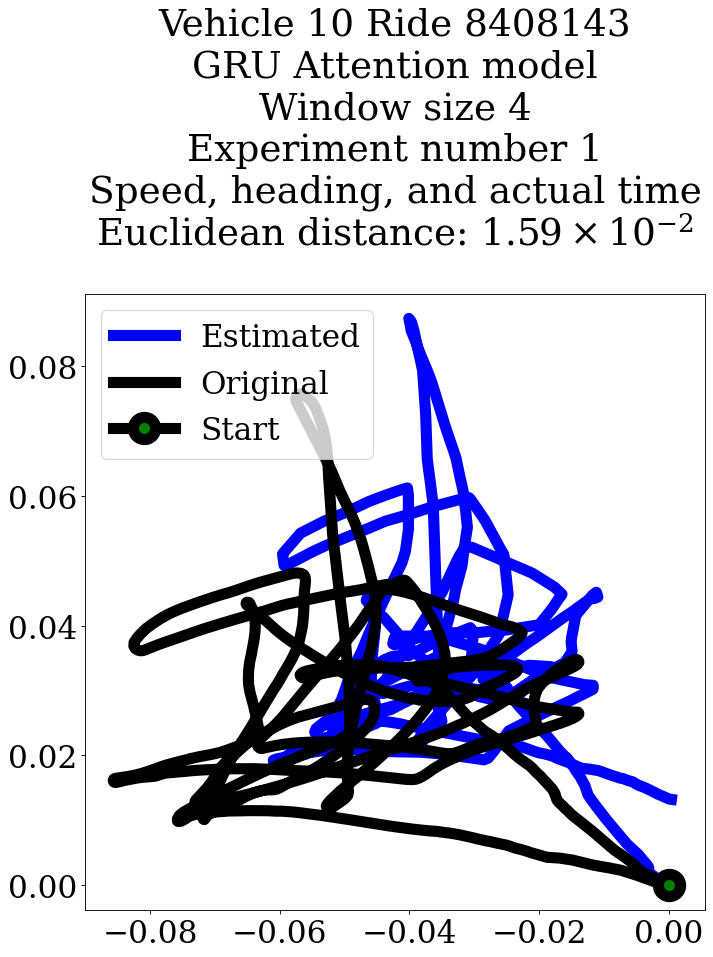 Vehicle 10 Ride 8408143
GRU Attention model
Window size 4
Experiment number 1
Speed, heading, and actual time
Euclidean distance: 1.59 × 10⁻²
Estimated
Original
Start
0.08
0.06
0.04
0.02
0.00
−0.08 −0.06 −0.04 −0.02 0.00